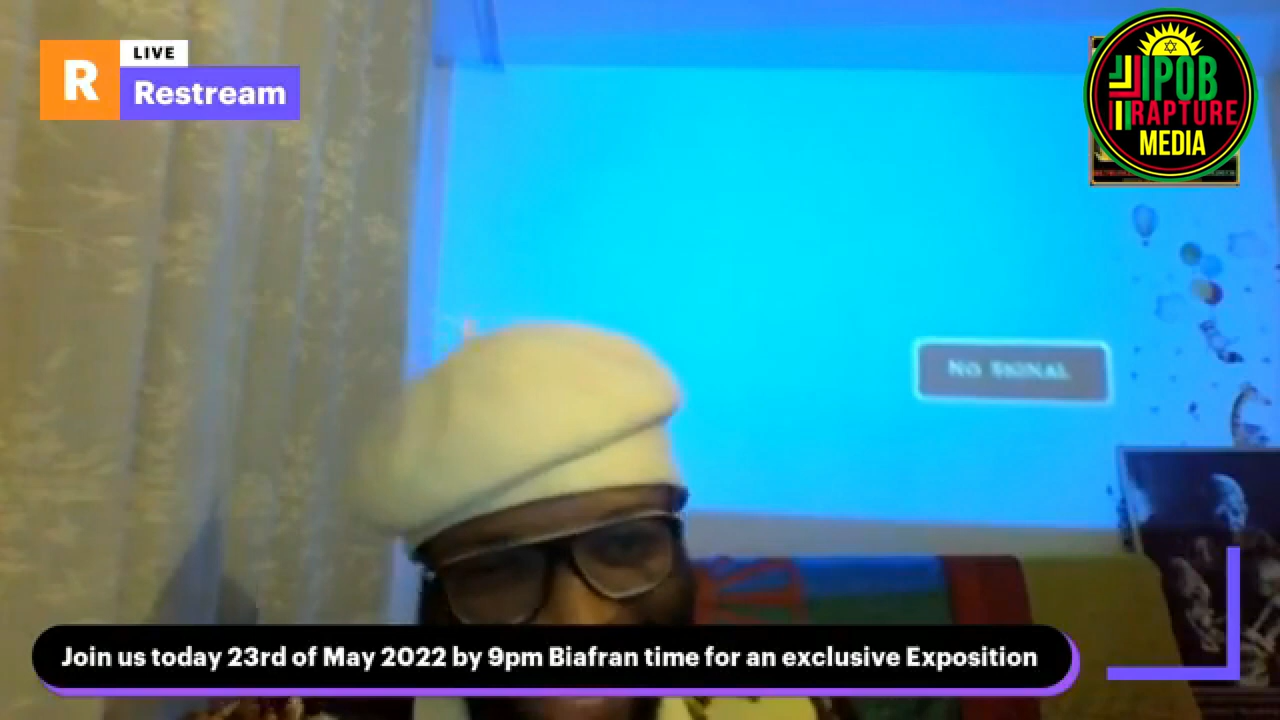 R
LIVE
Restream
IPOB
RAPTURE
MEDIA
NO SIGNAL
Join us today 23rd of May 2022 by 9pm Biafran time for an exclusive Exposition